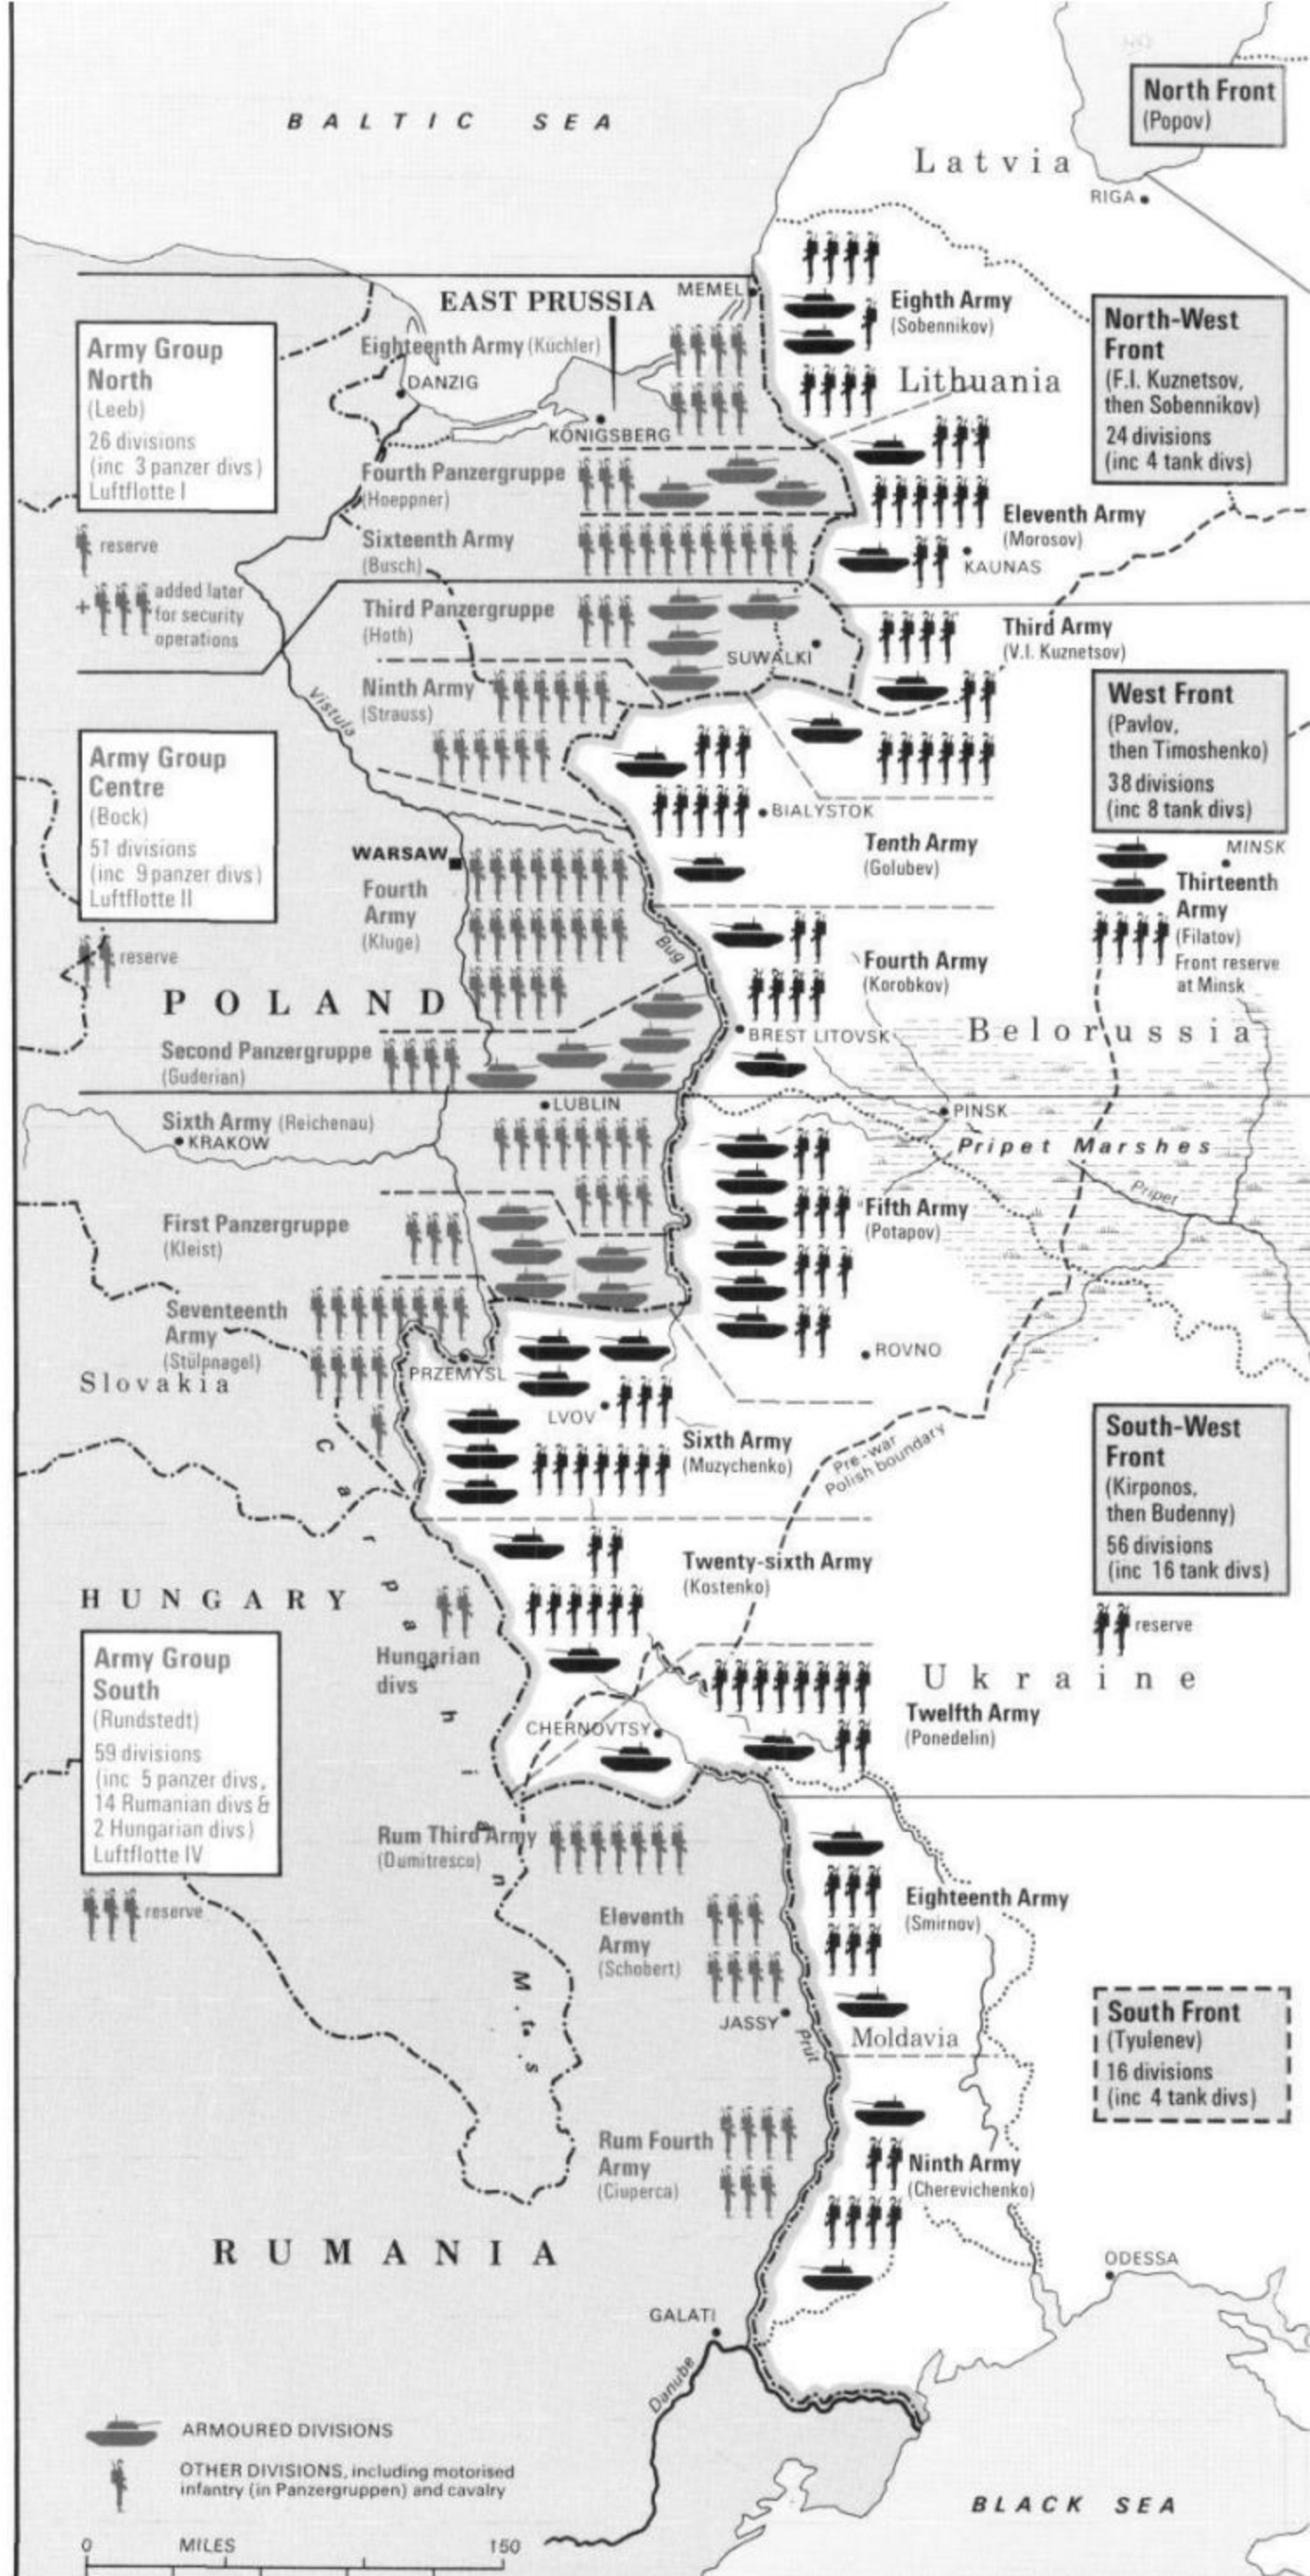 BALTIC SEA
North Front
(Popov)
Latvia
RIGA
MEMEL
EAST PRUSSIA
Eighth Army
(Sobennikov)
Army Group
North
(Leeb)
26 divisions
(inc 3 panzer divs)
Luftflotte I
reserve
+
added later
for security
operations
Eighteenth Army (Küchler)
DANZIG
KÖNIGSBERG
Lithuania
North-West
Front
(F.I. Kuznetsov,
then Sobennikov)
24 divisions
(inc 4 tank divs)
Fourth Panzergruppe
(Hoeppner)
Eleventh Army
(Morosov)
KAUNAS
Sixteenth Army
(Busch)
Third Panzergruppe
(Hoth)
SUWALKI
Third Army
(V.I. Kuznetsov)
Ninth Army
(Strauss)
Vistula
West Front
(Pavlov,
then Timoshenko)
38 divisions
(inc 8 tank divs)
Army Group
Centre
(Bock)
51 divisions
(inc 9 panzer divs)
Luftflotte II
reserve
BIALYSTOK
Tenth Army
(Golubev)
MINSK
Thirteenth
Army
(Filatov)
Front reserve
at Minsk
WARSAW
Fourth
Army
(Kluge)
Bug
Fourth Army
(Korobkov)
POLAND
BREST LITOVSK
Belorussia
Second Panzergruppe
(Guderian)
LUBLIN
PINSK
Sixth Army (Reichenau)
KRAKOW
Pripet Marshes
Pripet
Fifth Army
(Potapov)
First Panzergruppe
(Kleist)
Seventeenth
Army
(Stülpnagel)
ROVNO
Slovakia
PRZEMYSL
LVOV
Sixth Army
(Muzychenko)
Pre-war
Polish boundary
South-West
Front
(Kirponos,
then Budenny)
56 divisions
(inc 16 tank divs)
reserve
Carpathian Mts
Twenty-sixth Army
(Kostenko)
HUNGARY
Hungarian
divs
Army Group
South
(Rundstedt)
59 divisions
(inc 5 panzer divs,
14 Rumanian divs &
2 Hungarian divs)
Luftflotte IV
reserve
Ukraine
Twelfth Army
(Ponedelin)
CHERNOVTSY
Rum Third Army
(Dumitrescu)
Eleventh
Army
(Schobert)
Eighteenth Army
(Smirnov)
JASSY
Prut
Moldavia
South Front
(Tyulenev)
16 divisions
(inc 4 tank divs)
Rum Fourth
Army
(Ciuperca)
Ninth Army
(Cherevichenko)
RUMANIA
ODESSA
GALATI
Danube
ARMOURED DIVISIONS
OTHER DIVISIONS, including motorised
infantry (in Panzergruppen) and cavalry
BLACK SEA
0 MILES 150